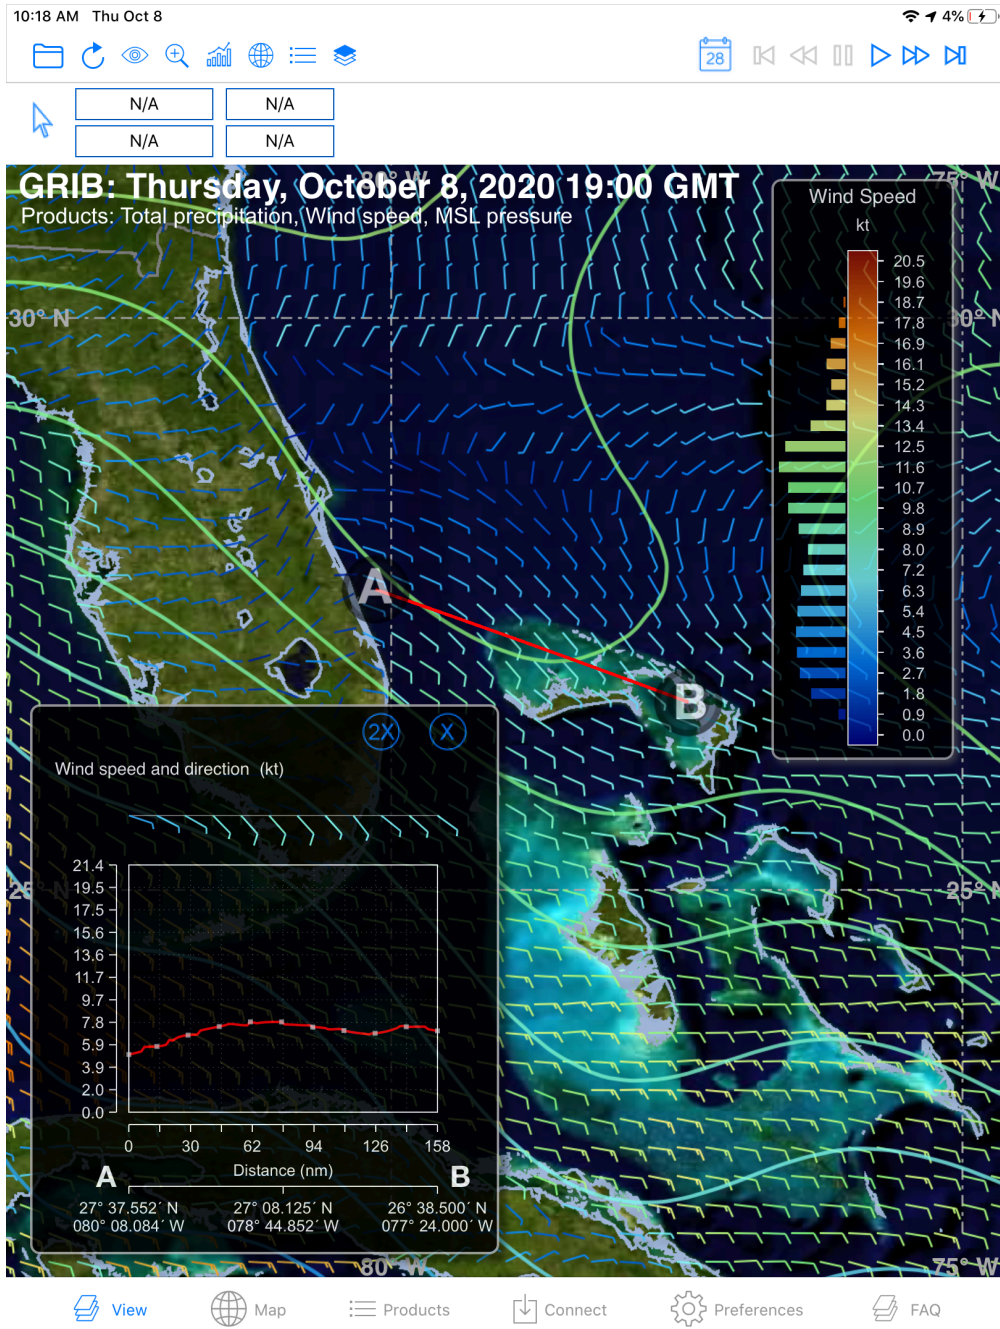 10:18 AM Thu Oct 8 4%
28
N/A N/A
N/A N/A
80° W 75° W
GRIB: Thursday, October 8, 2020 19:00 GMT
Products: Total precipitation, Wind speed, MSL pressure
Wind Speed
kt
20.5
19.6
18.7
17.8
16.9
16.1
15.2
14.3
13.4
12.5
11.6
10.7
9.8
8.9
8.0
7.2
6.3
5.4
4.5
3.6
2.7
1.8
0.9
0.0
30° N 30° N
A
B
2X X
Wind speed and direction (kt)
21.4
19.5
17.5
15.6
13.6
11.7
9.7
7.8
5.9
3.9
2.0
0.0
0 30 62 94 126 158
Distance (nm)
A B
27° 37.552´ N 27° 08.125´ N 26° 38.500´ N
080° 08.084´ W 078° 44.852´ W 077° 24.000´ W
25 25° N
80° W 75° W
View Map Products Connect Preferences FAQ